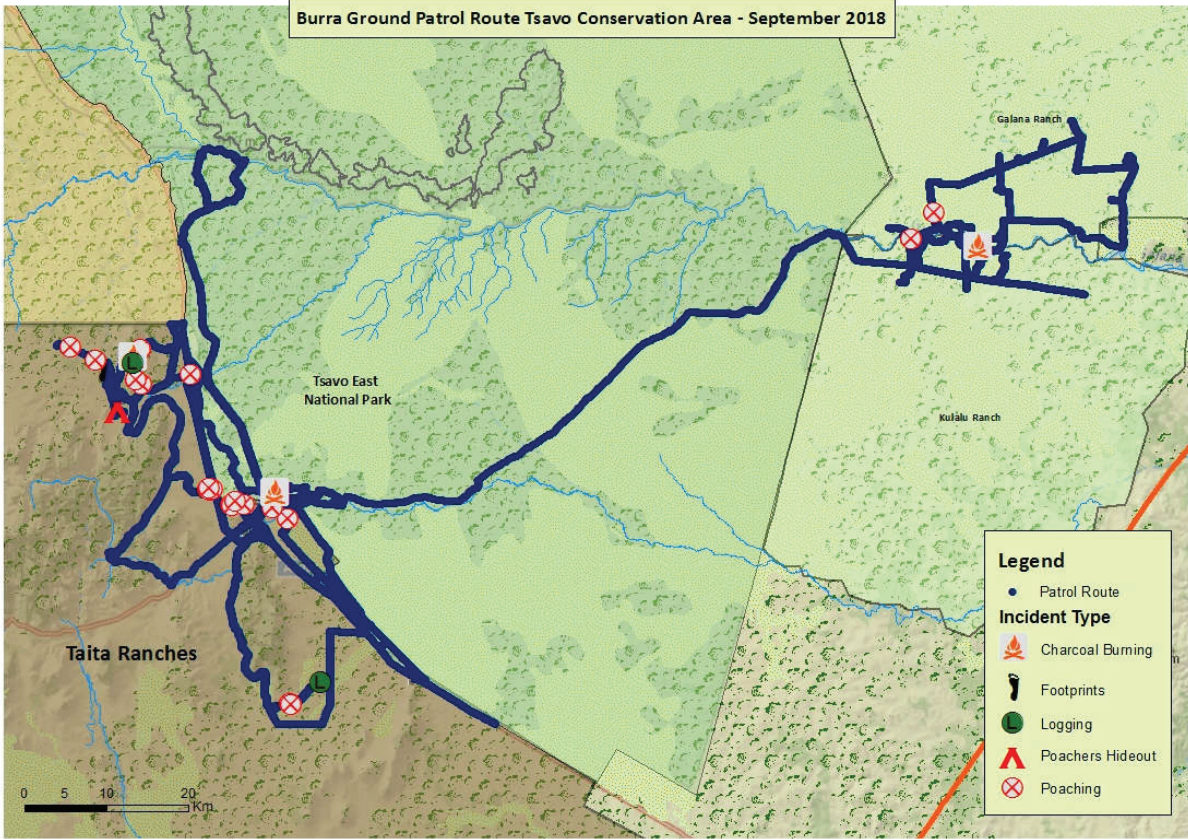 Burra Ground Patrol Route Tsavo Conservation Area - September 2018
Galana Ranch
Tsavo East
National Park
Kulalu Ranch
Taita Ranches
Legend
Patrol Route
Incident Type
Charcoal Burning
Footprints
L Logging
Poachers Hideout
Poaching
0 5 10 20
Km